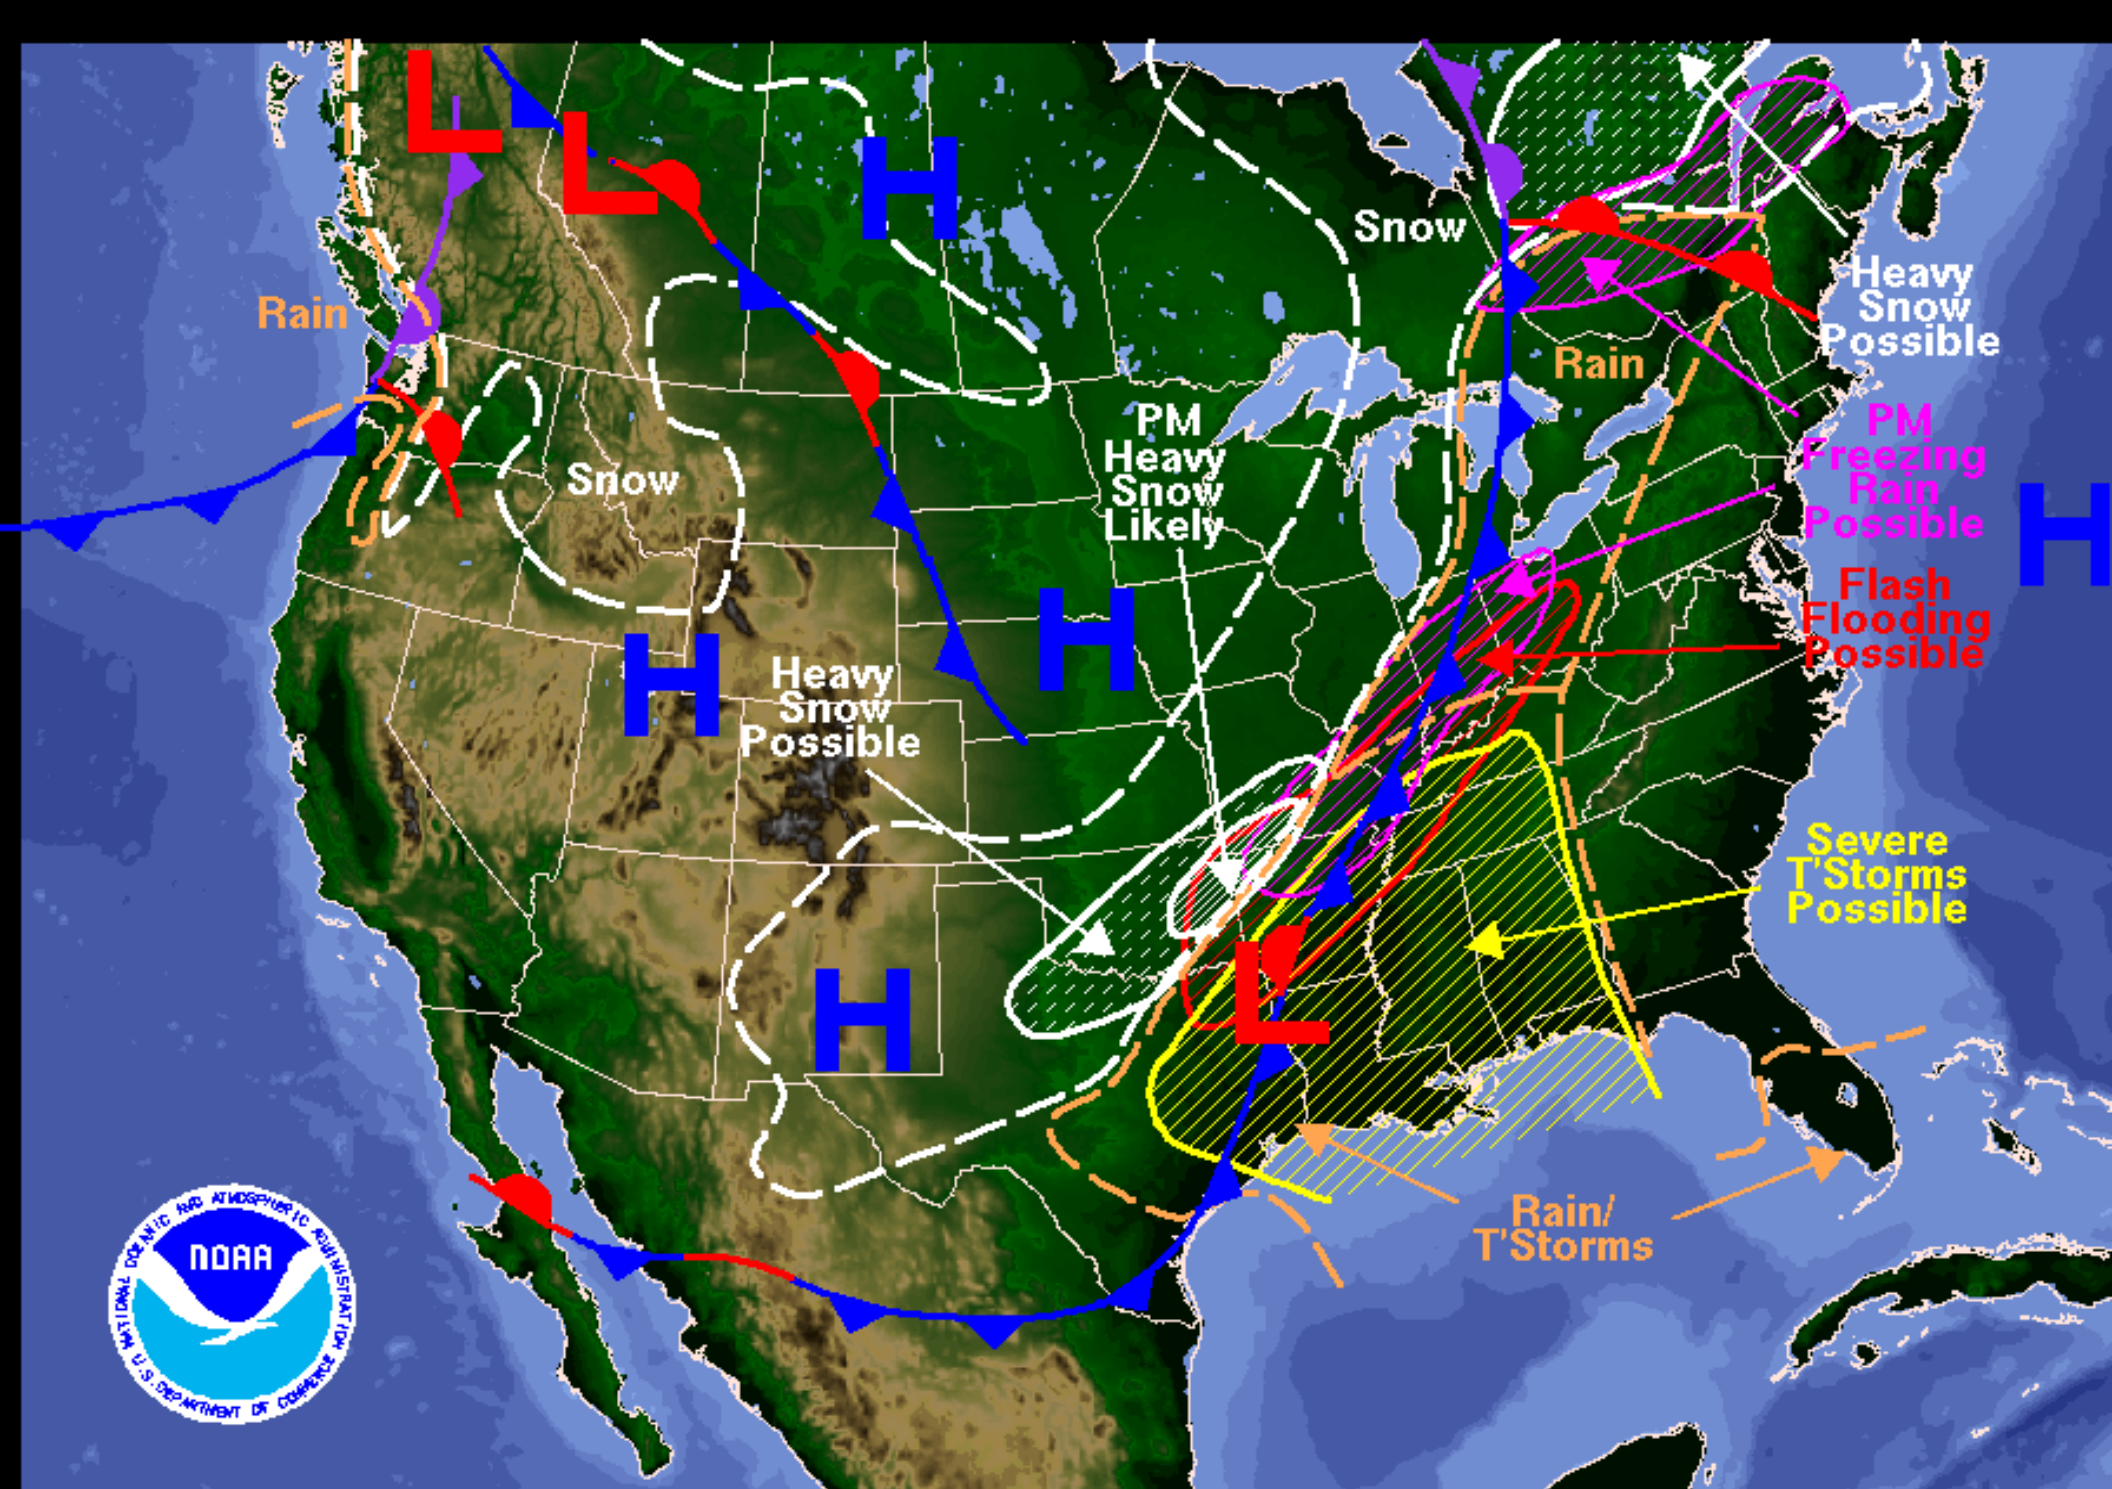 L
L
H
Snow
Rain
Heavy
Snow
Possible
Rain
PM
Heavy
Snow
Likely
Snow
PM
Freezing
Rain
Possible
H
Flash
Flooding
Possible
H
H
Heavy
Snow
Possible
Severe
T'Storms
Possible
H
L
Rain/
T'Storms
NATIONAL OCEANIC AND ATMOSPHERIC ADMINISTRATION
NOAA
U.S. DEPARTMENT OF COMMERCE